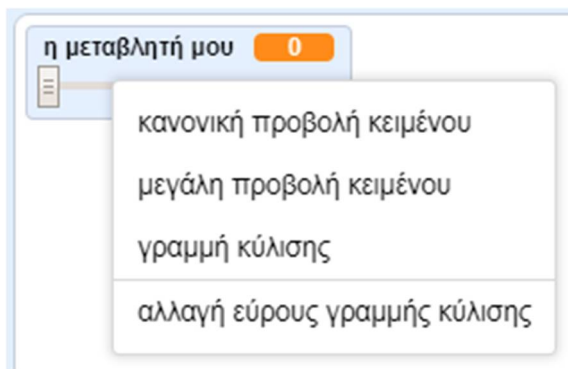 η μεταβλητή μου 0
κανονική προβολή κειμένου
μεγάλη προβολή κειμένου
γραμμή κύλισης
αλλαγή εύρους γραμμής κύλισης